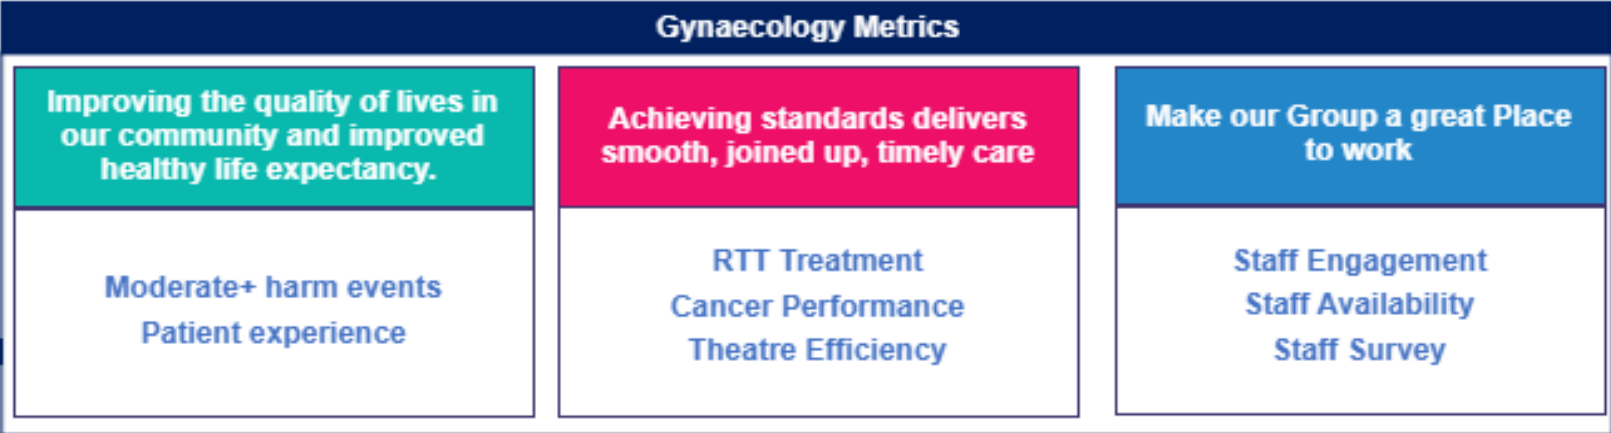 Gynaecology Metrics
Improving the quality of lives in
our community and improved
healthy life expectancy.
Moderate+ harm events
Patient experience
Achieving standards delivers
smooth, joined up, timely care
RTT Treatment
Cancer Performance
Theatre Efficiency
Make our Group a great Place
to work
Staff Engagement
Staff Availability
Staff Survey